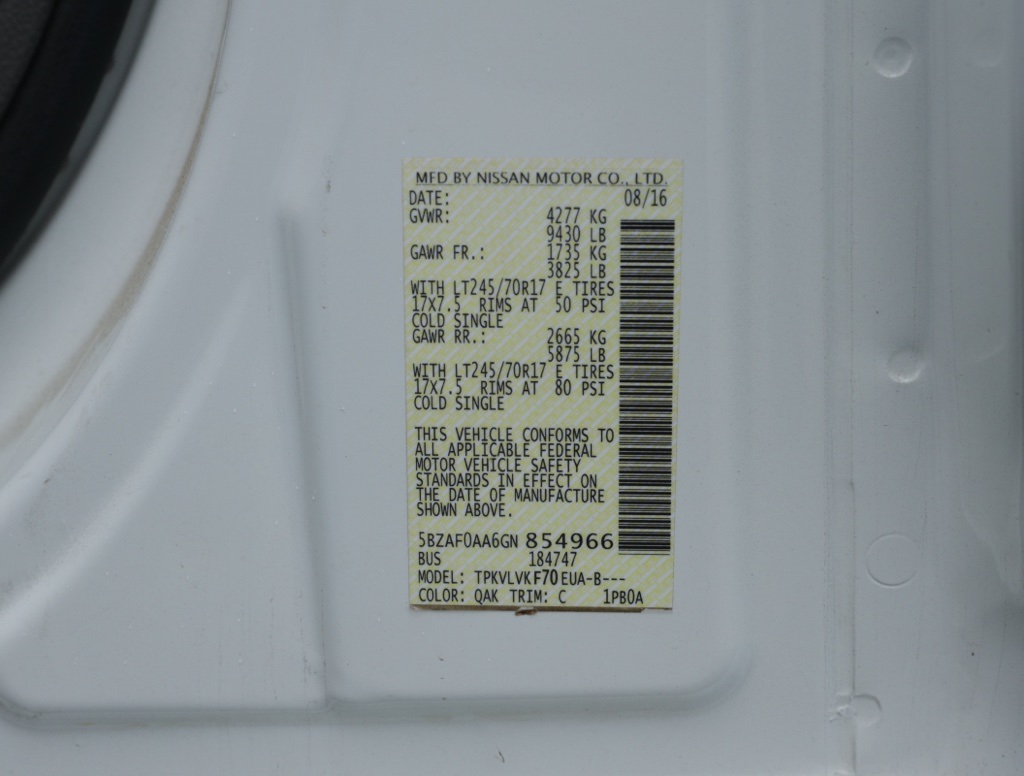 MFD BY NISSAN MOTOR CO., LTD.
DATE: 08/16
GVWR: 4277 KG
9430 LB
GAWR FR.: 1735 KG
3825 LB
WITH LT245/70R17 E TIRES
17X7.5 RIMS AT 50 PSI
COLD SINGLE
GAWR RR.: 2665 KG
5875 LB
WITH LT245/70R17 E TIRES
17X7.5 RIMS AT 80 PSI
COLD SINGLE
THIS VEHICLE CONFORMS TO
ALL APPLICABLE FEDERAL
MOTOR VEHICLE SAFETY
STANDARDS IN EFFECT ON
THE DATE OF MANUFACTURE
SHOWN ABOVE.
5BZAF0AA6GN 854966
BUS 184747
MODEL: TPKVLVK F70 EUA-B---
COLOR: QAK TRIM: C 1PB0A